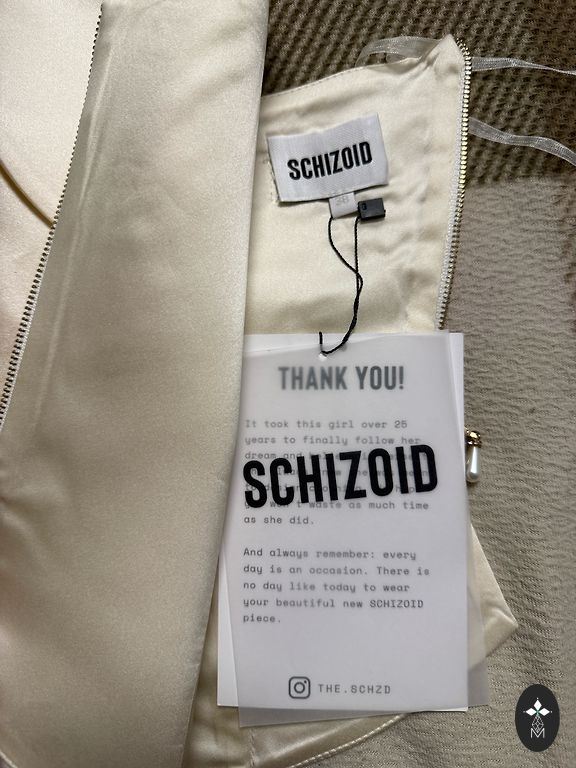 SCHIZOID
38
THANK YOU!
It took this girl over 25
years to finally follow her
dream and
SCHIZOID
waste as much time
as she did.
And always remember: every
day is an occasion. There is
no day like today to wear
your beautiful new SCHIZOID
piece.
THE.SCHZD
M